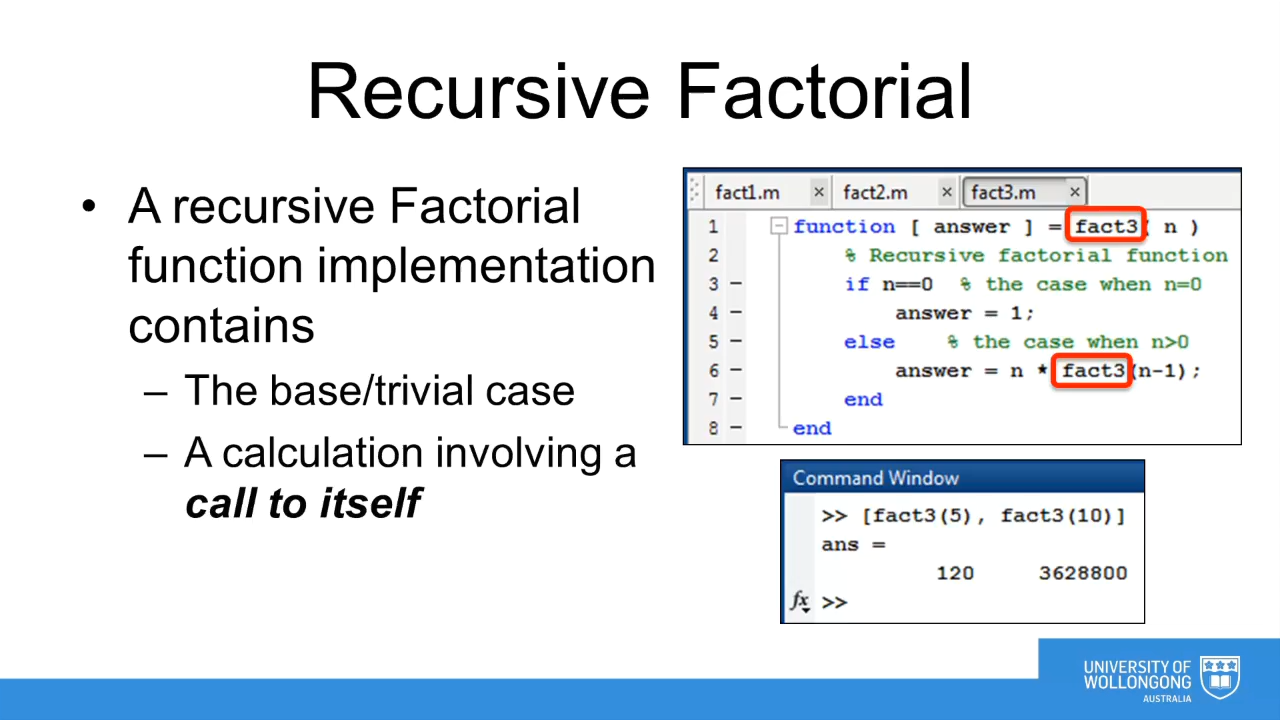 Recursive Factorial
• A recursive Factorial
function implementation
contains
– The base/trivial case
– A calculation involving a
call to itself
fact1.m × fact2.m × fact3.m ×
1 function [ answer ] = fact3( n )
2 % Recursive factorial function
3 – if n==0 % the case when n=0
4 – answer = 1;
5 – else % the case when n>0
6 – answer = n * fact3(n-1);
7 – end
8 – end
Command Window
>> [fact3(5), fact3(10)]
ans =
120 3628800
fx >>
UNIVERSITY OF
WOLLONGONG
AUSTRALIA